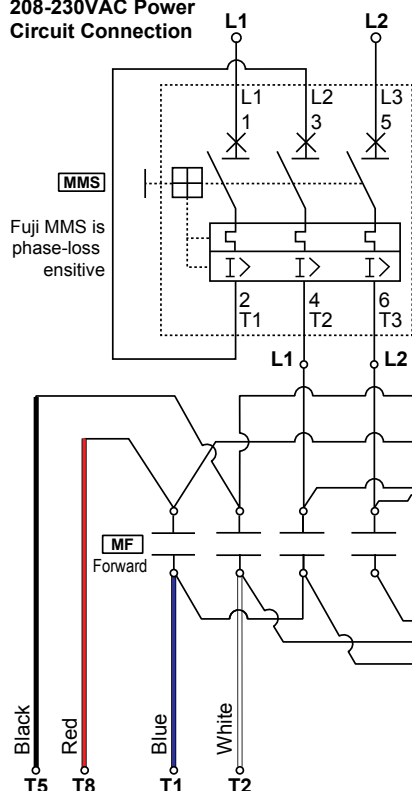 208-230VAC Power
Circuit Connection
L1 L2
L1 L2 L3
1 3 5
MMS
Fuji MMS is
phase-loss
ensitive
I> I> I>
2 4 6
T1 T2 T3
L1 L2
MF
Forward
Black Red Blue White
T5 T8 T1 T2